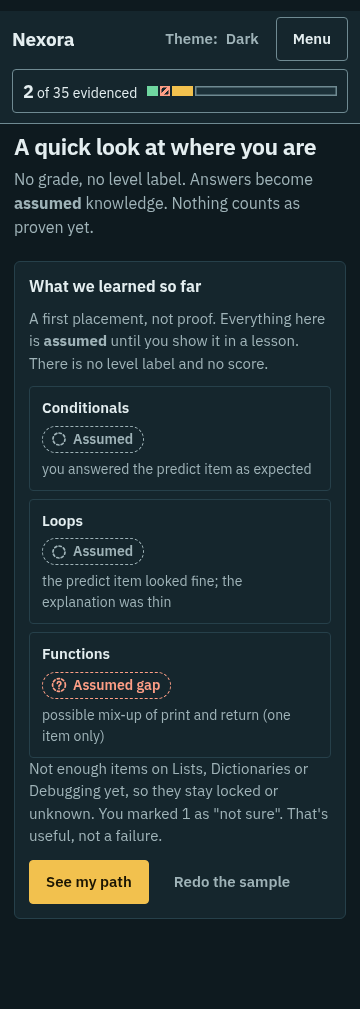 Nexora
Theme: Dark
Menu
2 of 35 evidenced
A quick look at where you are
No grade, no level label. Answers become
assumed knowledge. Nothing counts as
proven yet.
What we learned so far
A first placement, not proof. Everything here
is assumed until you show it in a lesson.
There is no level label and no score.
Conditionals
Assumed
you answered the predict item as expected
Loops
Assumed
the predict item looked fine; the
explanation was thin
Functions
Assumed gap
possible mix-up of print and return (one
item only)
Not enough items on Lists, Dictionaries or
Debugging yet, so they stay locked or
unknown. You marked 1 as "not sure". That's
useful, not a failure.
See my path
Redo the sample